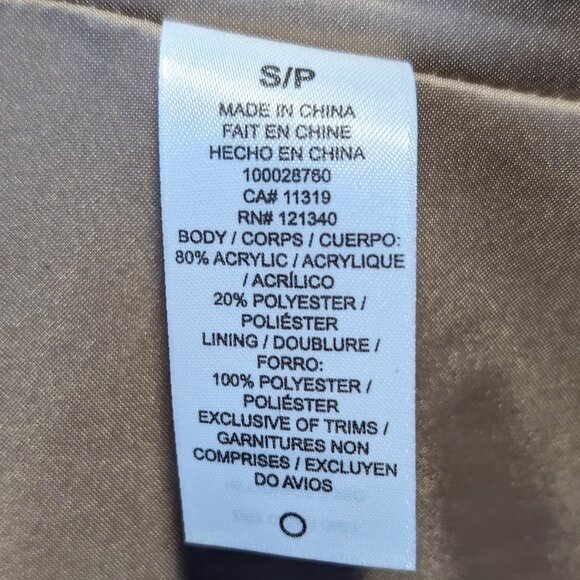 S/P
MADE IN CHINA
FAIT EN CHINE
HECHO EN CHINA
100028760
CA# 11319
RN# 121340
BODY / CORPS / CUERPO:
80% ACRYLIC / ACRYLIQUE
/ ACRÍLICO
20% POLYESTER /
POLIÉSTER
LINING / DOUBLURE /
FORRO:
100% POLYESTER /
POLIÉSTER
EXCLUSIVE OF TRIMS /
GARNITURES NON
COMPRISES / EXCLUYEN
DO AVIOS